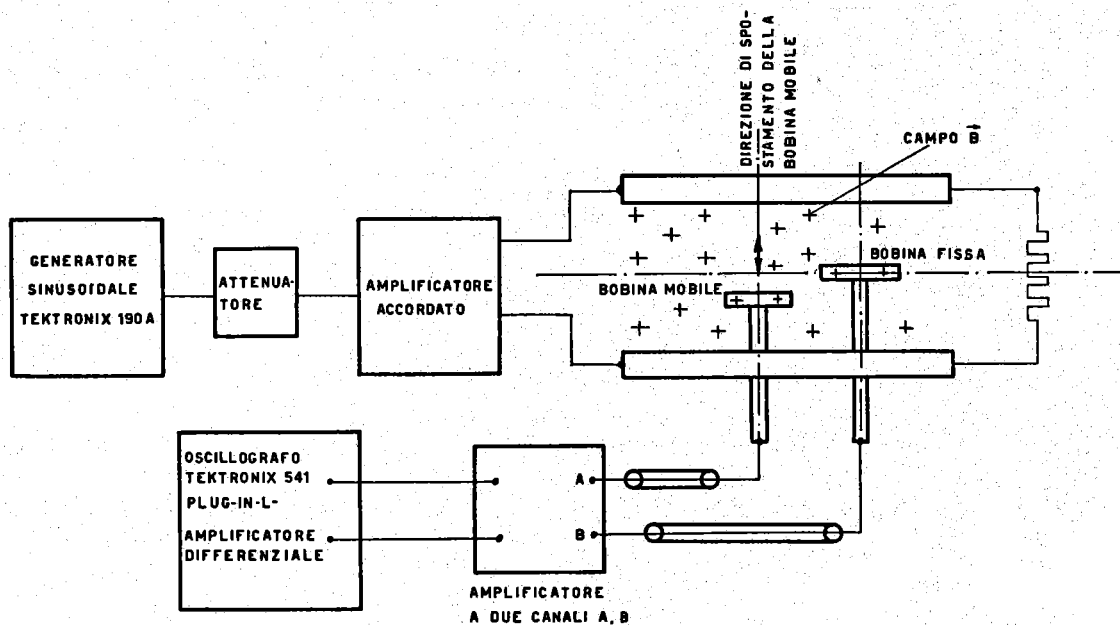 DIREZIONE DI SPO-
STAMENTO DELLA
BOBINA MOBILE
CAMPO B⃗
GENERATORE
SINUSOIDALE
TEKTRONIX 190A
ATTENUA-
TORE
AMPLIFICATORE
ACCORDATO
BOBINA FISSA
BOBINA MOBILE
OSCILLOGRAFO
TEKTRONIX 541
PLUG-IN-L-
AMPLIFICATORE
DIFFERENZIALE
A
B
AMPLIFICATORE
A DUE CANALI A, B